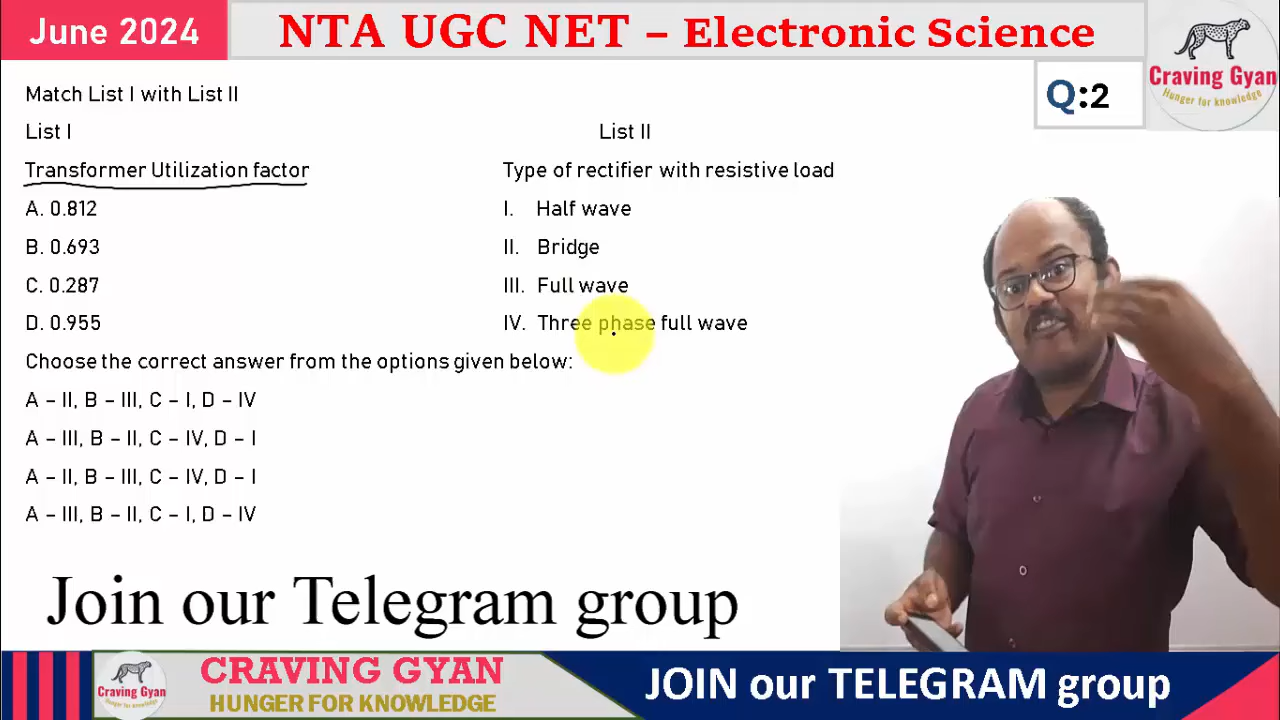 June 2024
NTA UGC NET – Electronic Science
Craving Gyan
Hunger for knowledge
Q:2
Match List I with List II
List I List II
Transformer Utilization factor Type of rectifier with resistive load
A. 0.812 I. Half wave
B. 0.693 II. Bridge
C. 0.287 III. Full wave
D. 0.955 IV. Three phase full wave
Choose the correct answer from the options given below:
A – II, B – III, C – I, D – IV
A – III, B – II, C – IV, D – I
A – II, B – III, C – IV, D – I
A – III, B – II, C – I, D – IV
Join our Telegram group
Craving Gyan
Hunger for knowledge
CRAVING GYAN
HUNGER FOR KNOWLEDGE
JOIN our TELEGRAM group